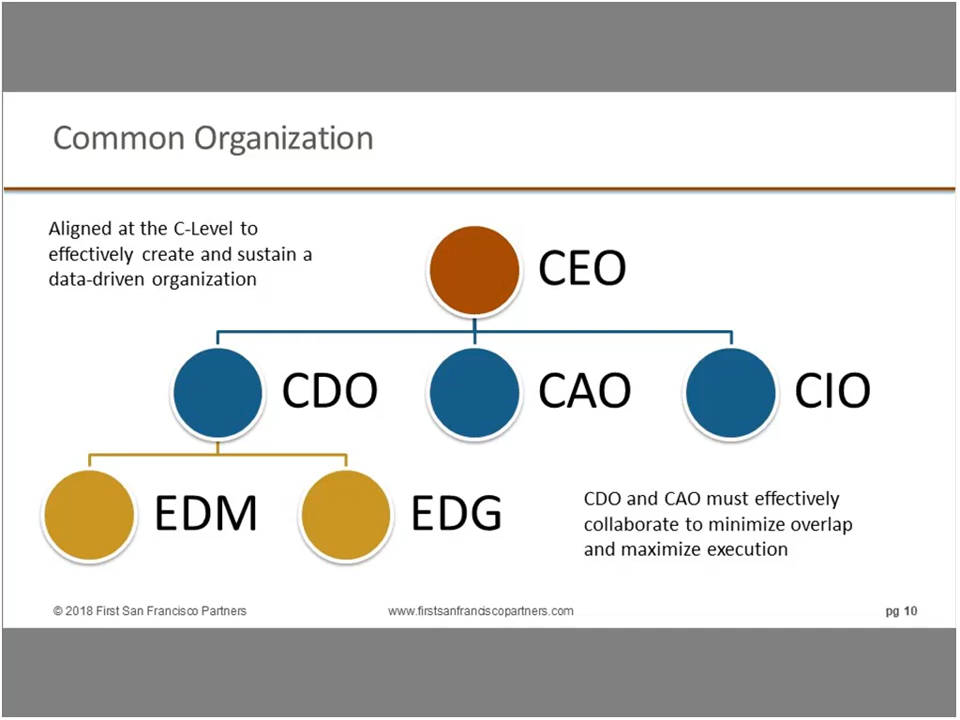 Common Organization
Aligned at the C-Level to
effectively create and sustain a
data-driven organization
CEO
CDO
CAO
CIO
EDM
EDG
CDO and CAO must effectively
collaborate to minimize overlap
and maximize execution
© 2018 First San Francisco Partners
www.firstsanfranciscopartners.com
pg 10